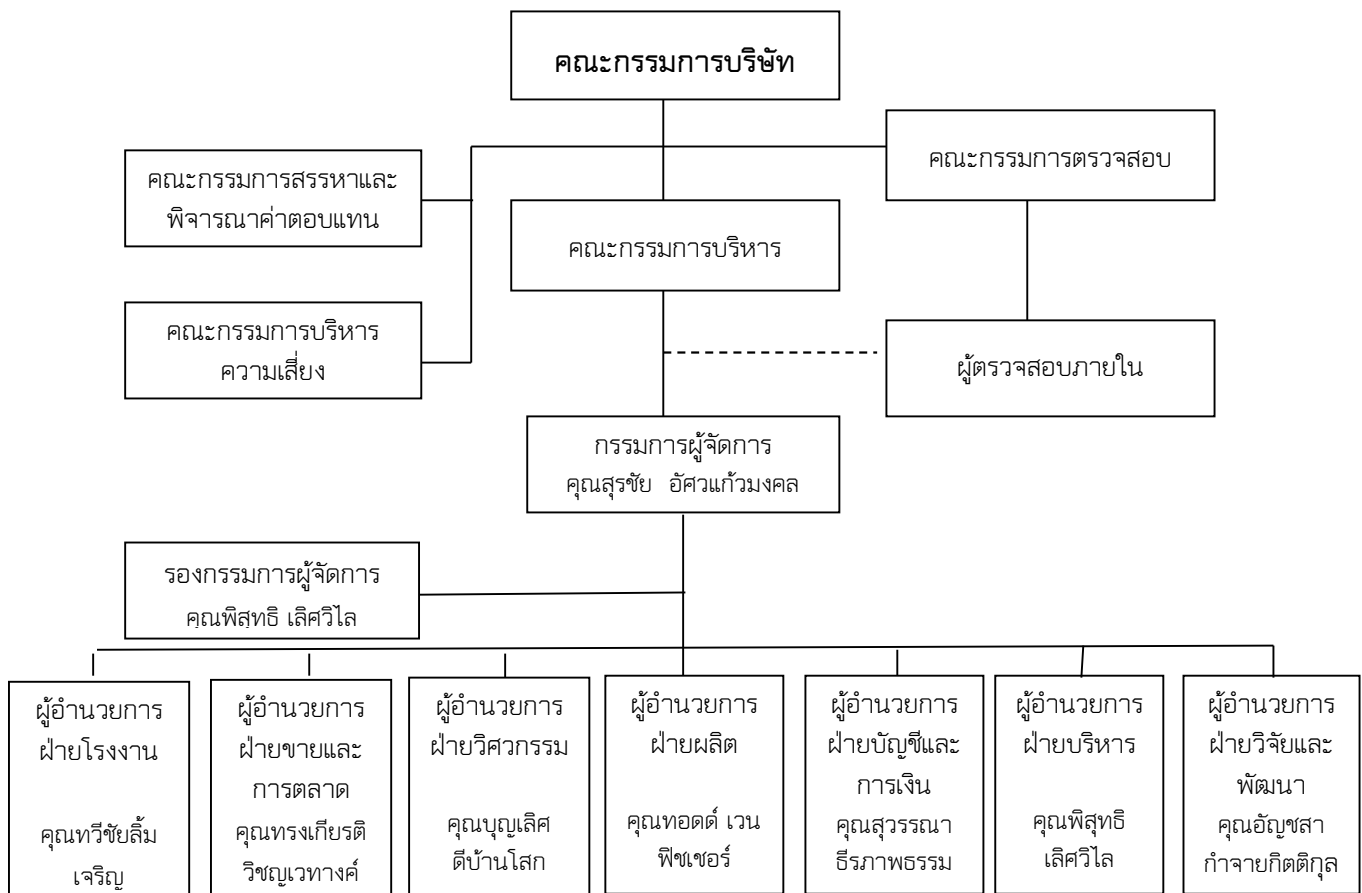 คณะกรรมการบริษัท
คณะกรรมการตรวจสอบ
คณะกรรมการสรรหาและ
พิจารณาค่าตอบแทน
คณะกรรมการบริหาร
คณะกรรมการบริหาร
ความเสี่ยง
ผู้ตรวจสอบภายใน
กรรมการผู้จัดการ
คุณสุรชัย อัศวแก้วมงคล
รองกรรมการผู้จัดการ
คุณพิสุทธิ เลิศวิไล
ผู้อำนวยการ
ฝ่ายโรงงาน
คุณทวีชัยลิ้ม
เจริญ
ผู้อำนวยการ
ฝ่ายขายและ
การตลาด
คุณทรงเกียรติ
วิชญเวทางค์
ผู้อำนวยการ
ฝ่ายวิศวกรรม
คุณบุญเลิศ
ดีบ้านโสก
ผู้อำนวยการ
ฝ่ายผลิต
คุณทอดด์ เวน
ฟิชเชอร์
ผู้อำนวยการ
ฝ่ายบัญชีและ
การเงิน
คุณสุวรรณา
ธีรภาพธรรม
ผู้อำนวยการ
ฝ่ายบริหาร
คุณพิสุทธิ
เลิศวิไล
ผู้อำนวยการ
ฝ่ายวิจัยและ
พัฒนา
คุณอัญชสา
กำจายกิตติกุล